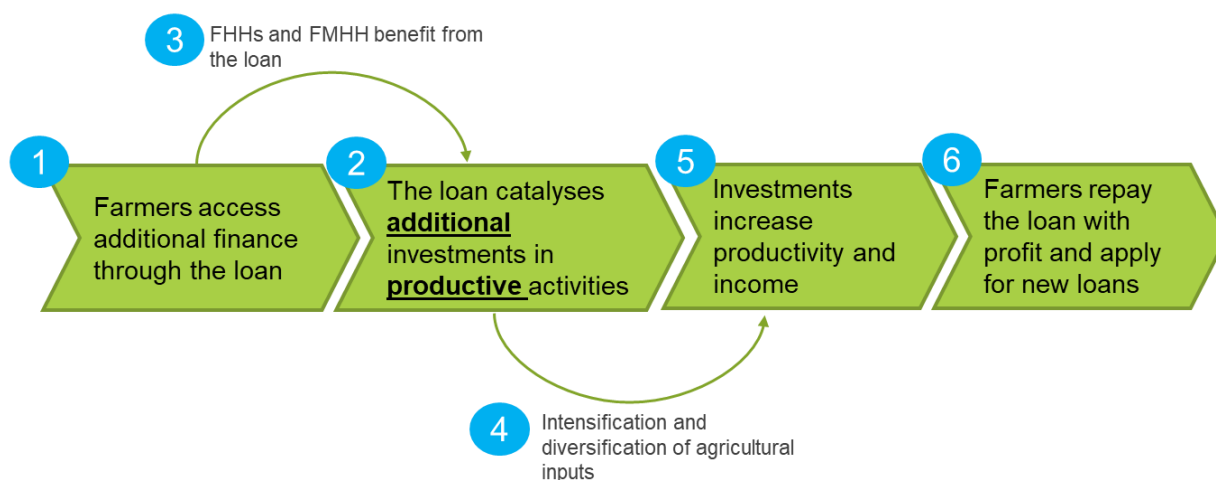 3
FHHs and FMHH benefit from
the loan
1
Farmers access
additional finance
through the loan
2
The loan catalyses
additional
investments in
productive activities
5
Investments
increase
productivity and
income
6
Farmers repay
the loan with
profit and apply
for new loans
4
Intensification and
diversification of agricultural
inputs